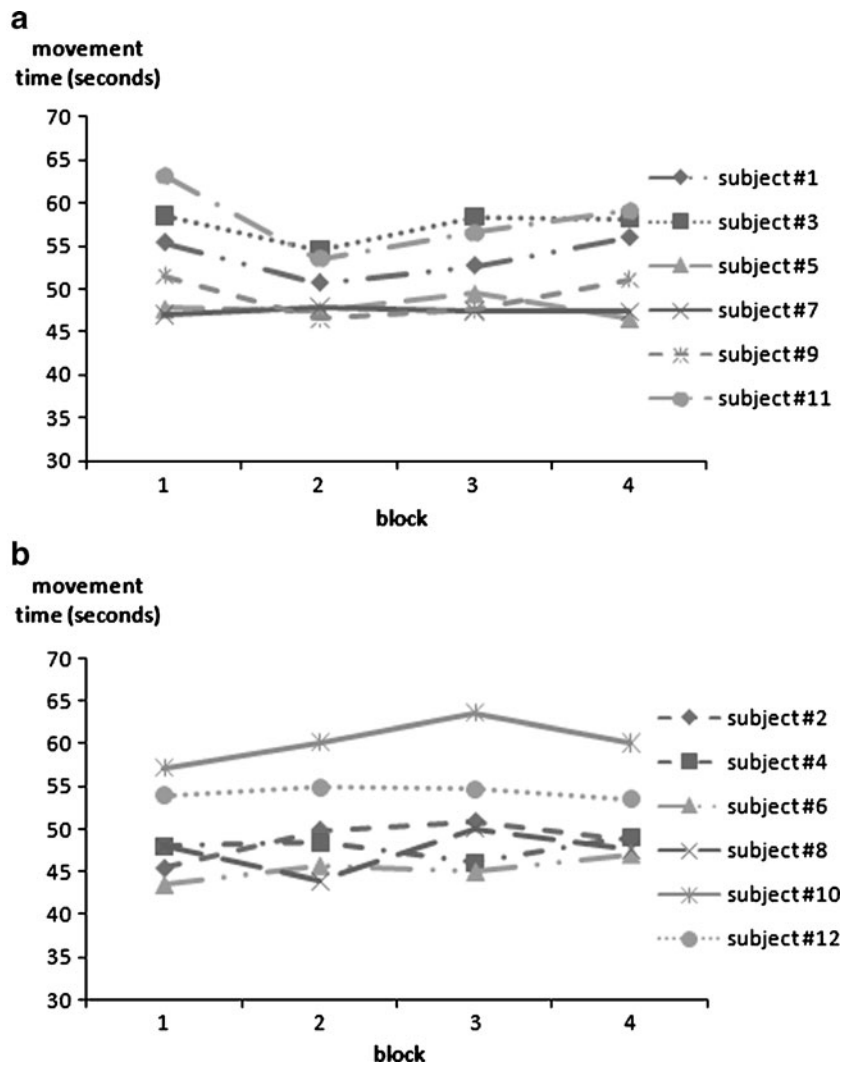 a
movement
time (seconds)
70
65
60
55
50
45
40
35
30
1 2 3 4
block
subject #1
subject #3
subject #5
subject #7
subject #9
subject #11
b
movement
time (seconds)
70
65
60
55
50
45
40
35
30
1 2 3 4
block
subject #2
subject #4
subject #6
subject #8
subject #10
subject #12